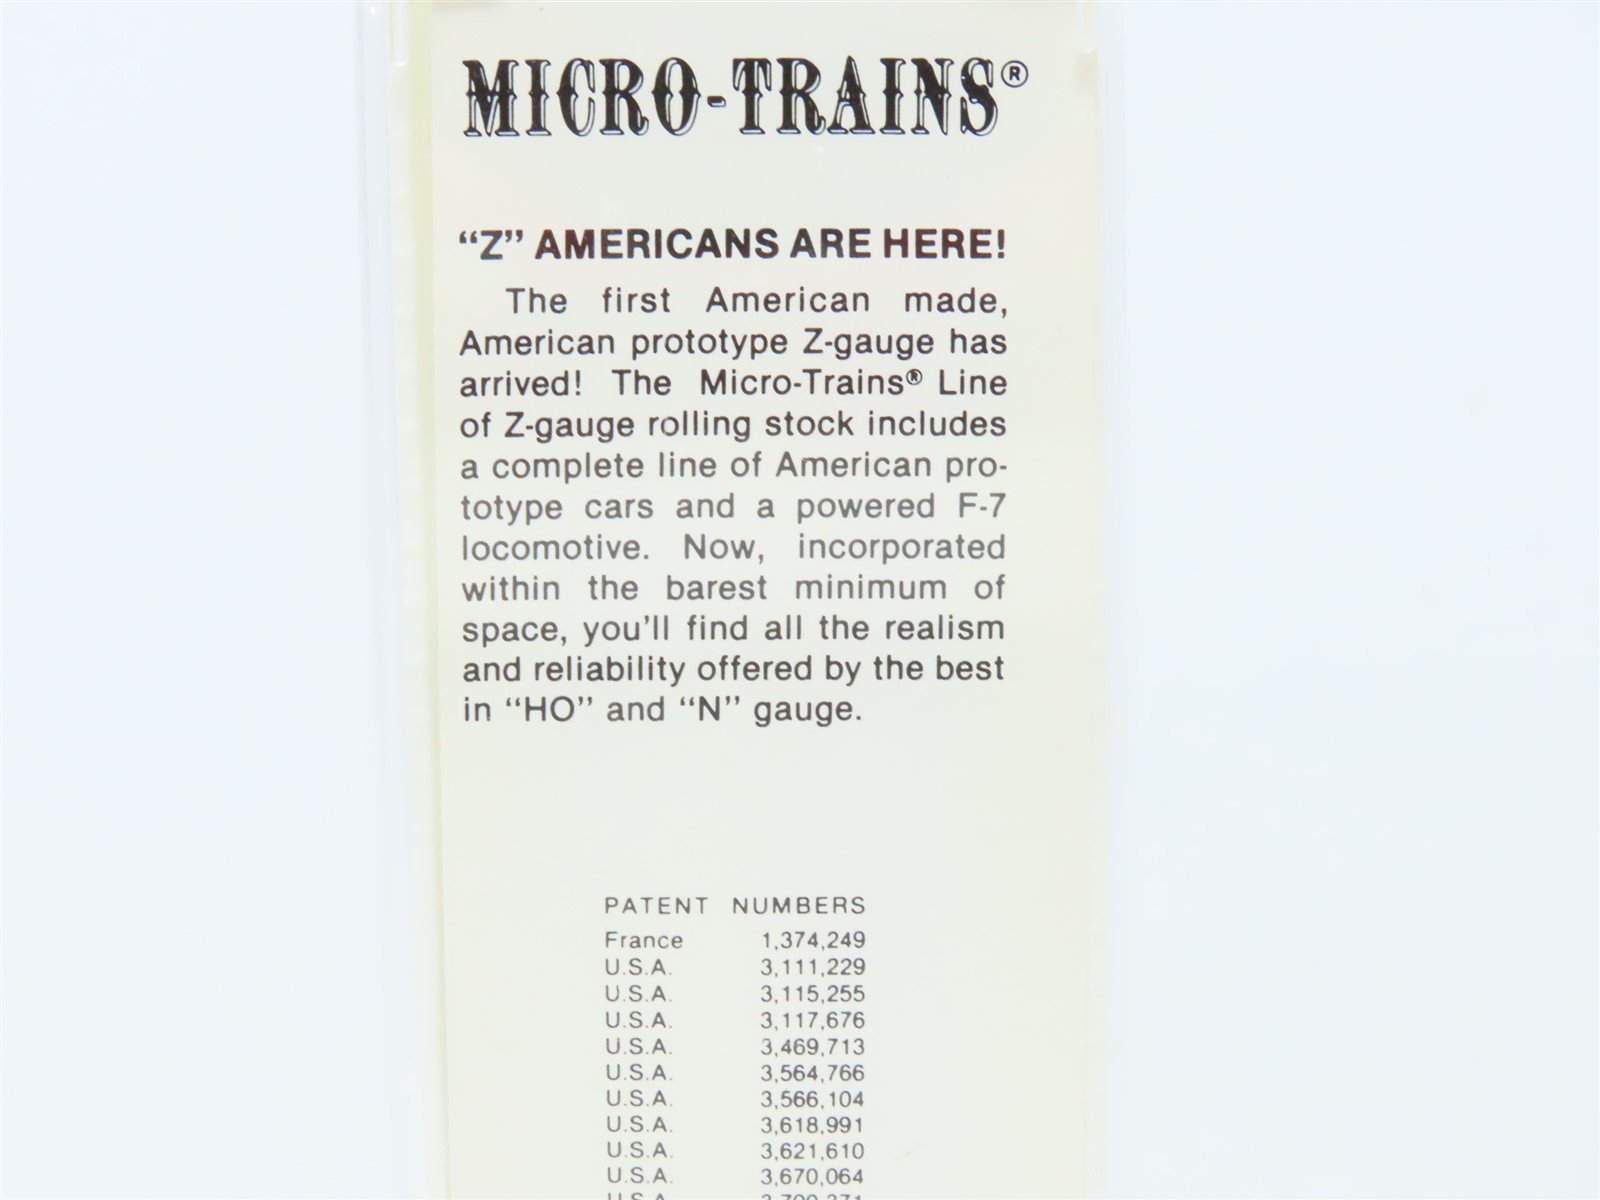 MICRO-TRAINS®
“Z” AMERICANS ARE HERE!
The first American made,
American prototype Z-gauge has
arrived! The Micro-Trains® Line
of Z-gauge rolling stock includes
a complete line of American pro-
totype cars and a powered F-7
locomotive. Now, incorporated
within the barest minimum of
space, you'll find all the realism
and reliability offered by the best
in “HO” and “N” gauge.
PATENT NUMBERS
France 1,374,249
U.S.A. 3,111,229
U.S.A. 3,115,255
U.S.A. 3,117,676
U.S.A. 3,469,713
U.S.A. 3,564,766
U.S.A. 3,566,104
U.S.A. 3,618,991
U.S.A. 3,621,610
U.S.A. 3,670,064
U.S.A.